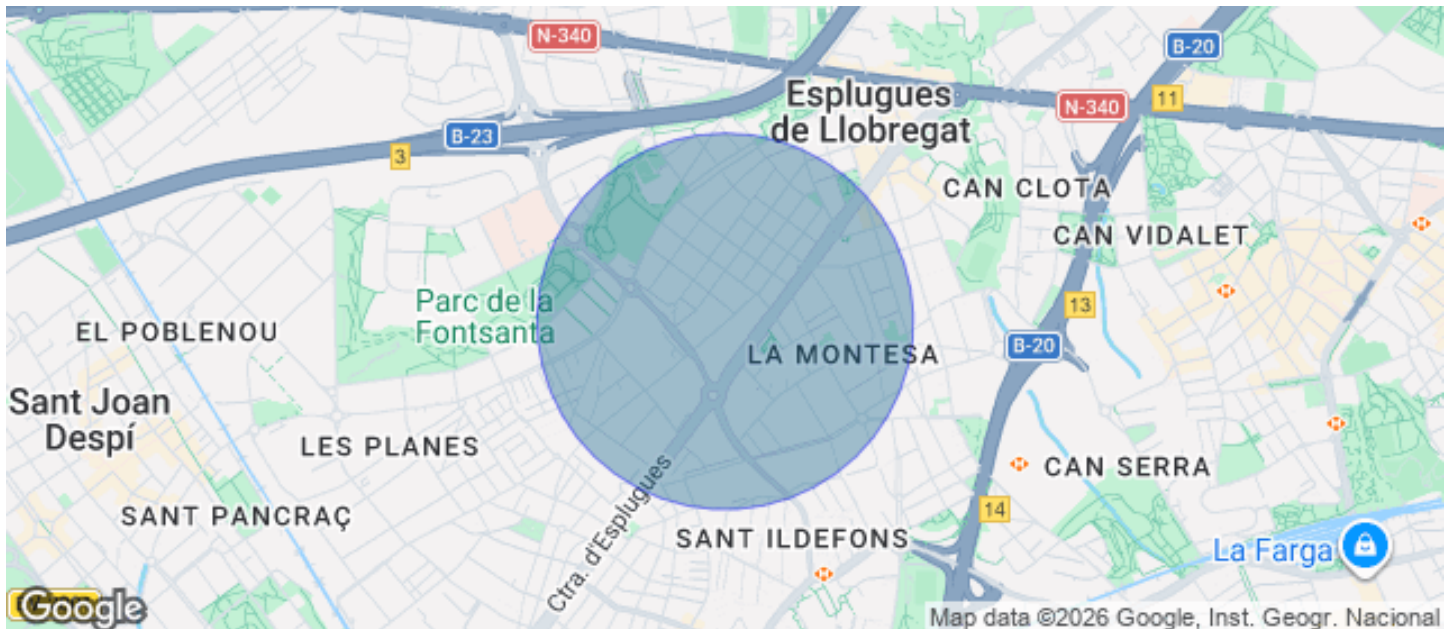 N-340
B-20
Esplugues
de Llobregat
11
N-340
B-23
3
CAN CLOTA
CAN VIDALET
Parc de la
Fontsanta
13
EL POBLENOU
B-20
LA MONTESA
Sant Joan
Despí
LES PLANES
CAN SERRA
Ctra. d'Esplugues
14
SANT PANCRAÇ
SANT ILDEFONS
La Farga
Google
Map data ©2026 Google, Inst. Geogr. Nacional